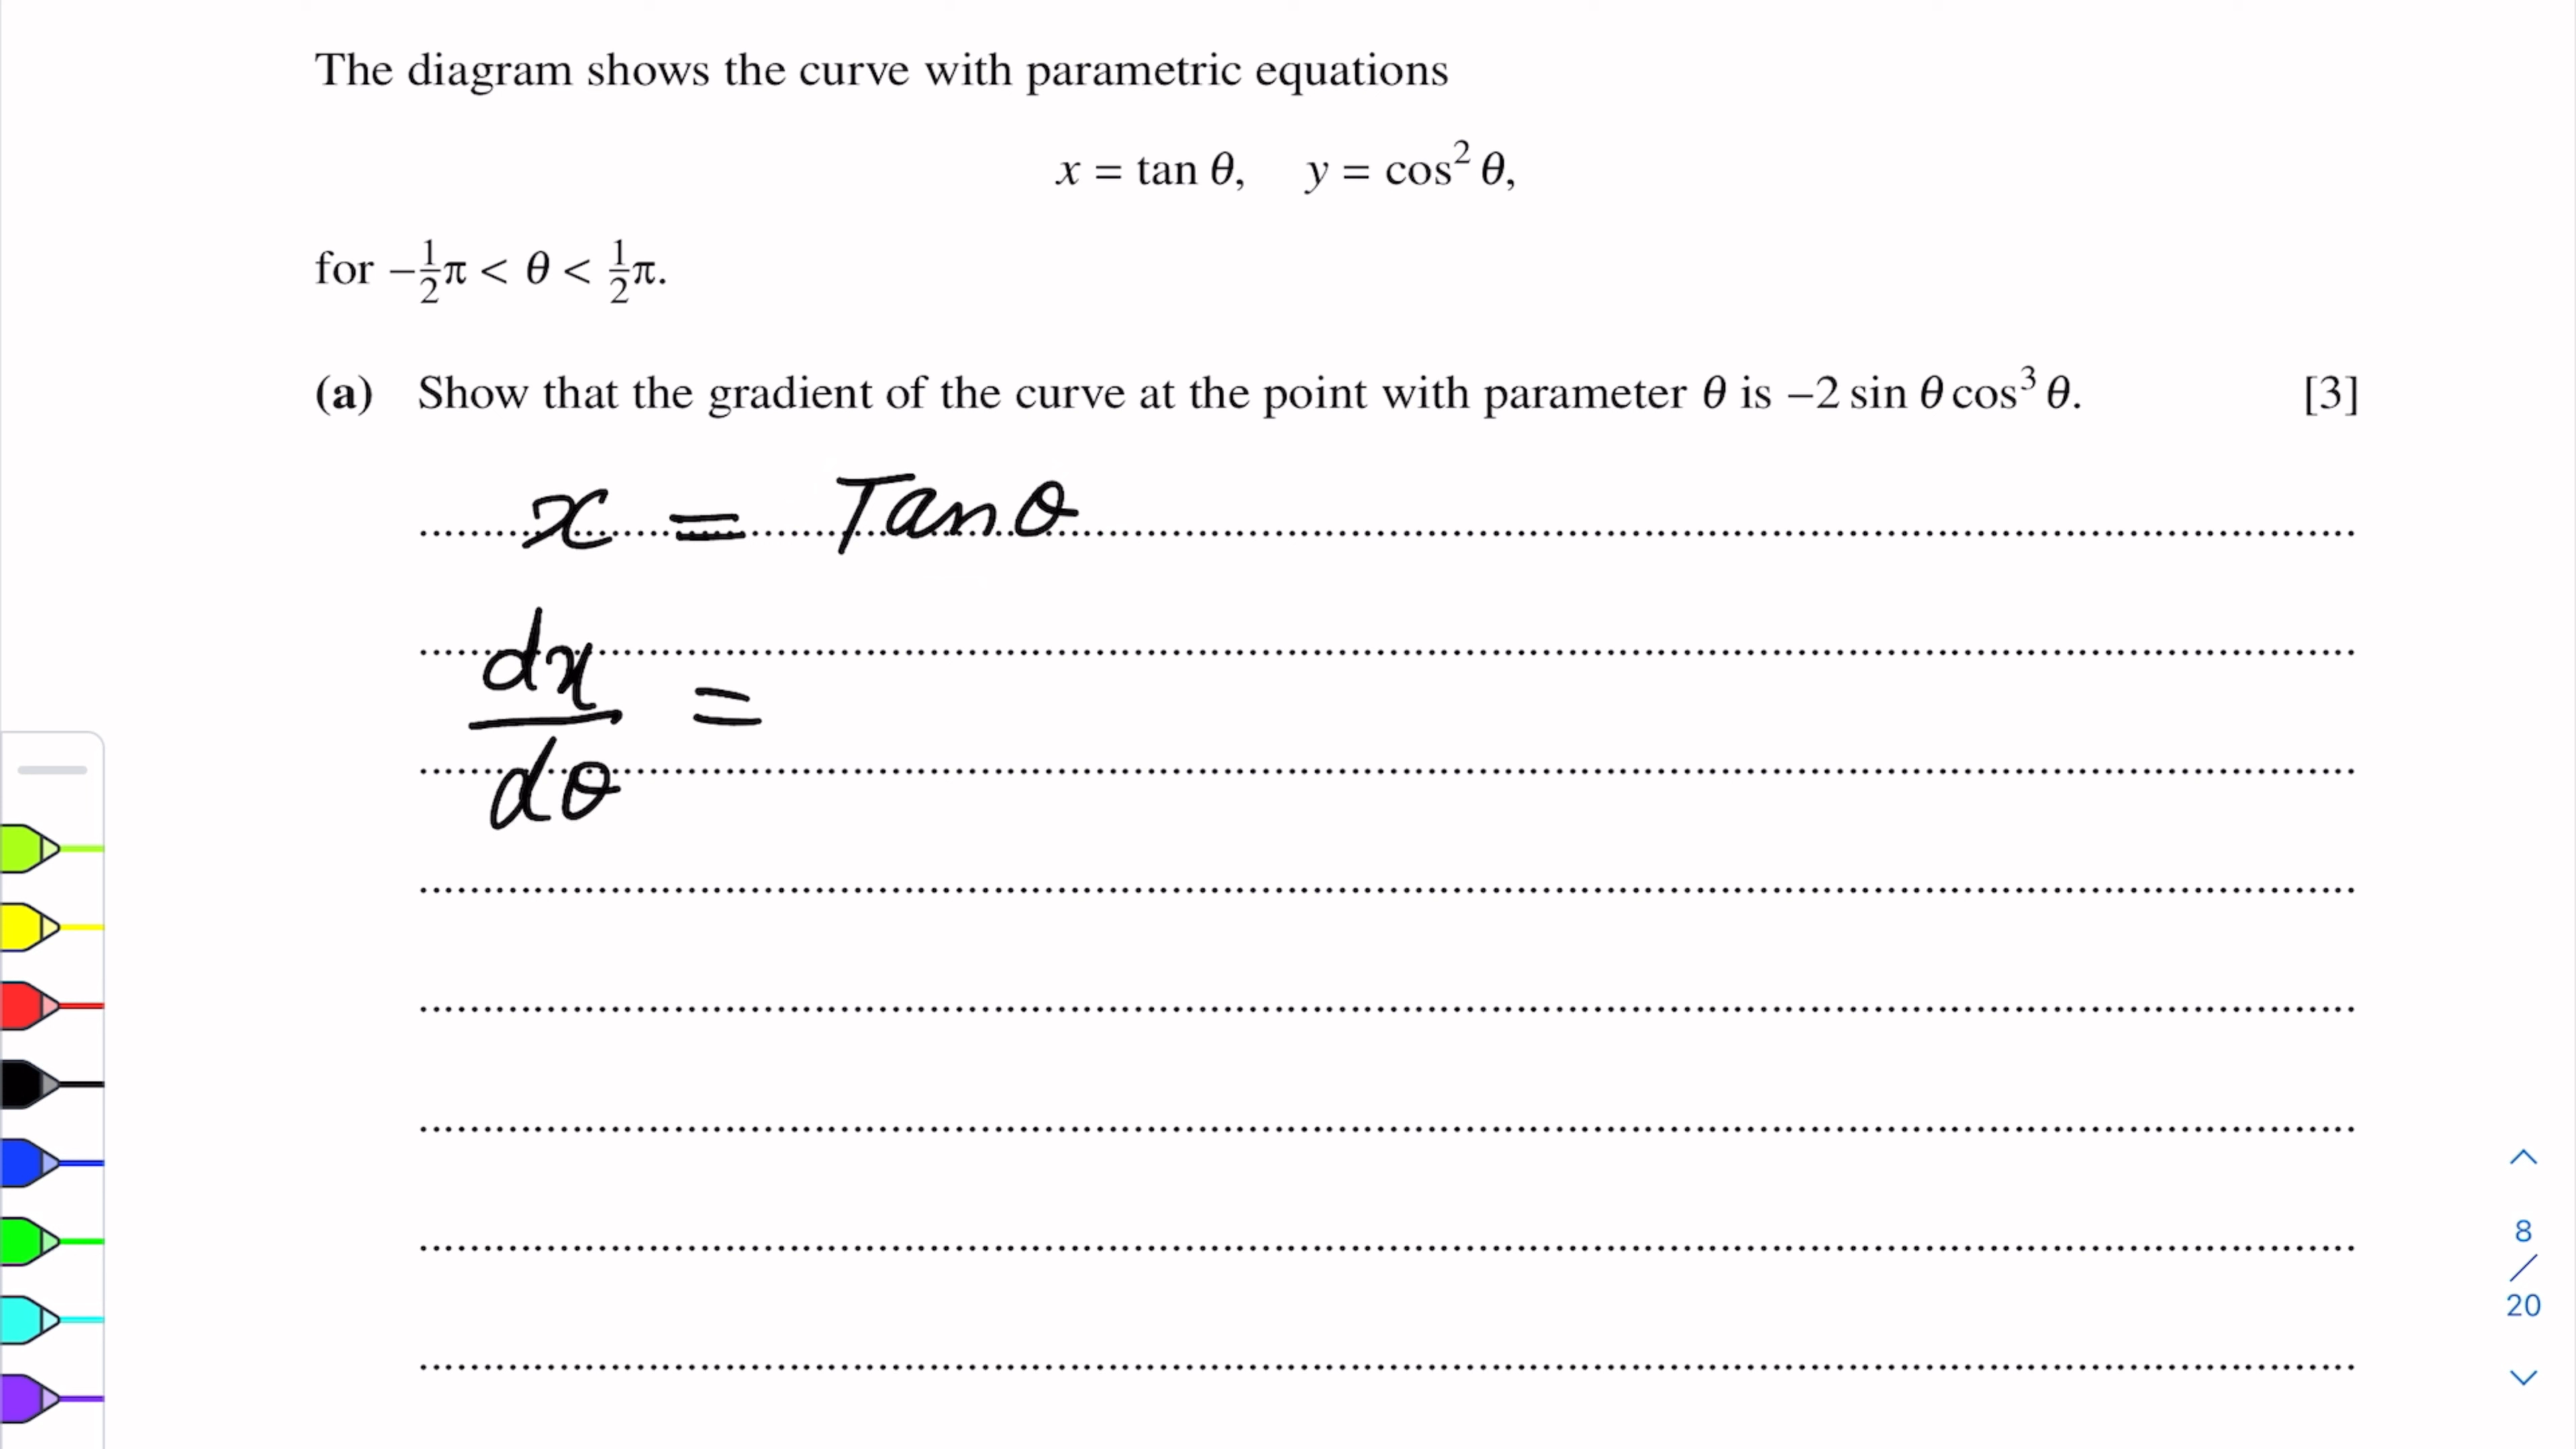 The diagram shows the curve with parametric equations
x = tan θ, y = cos² θ,
for −½π < θ < ½π.
(a) Show that the gradient of the curve at the point with parameter θ is −2 sin θ cos³ θ. [3]
x = Tanθ
dx/dθ =
8
/
20